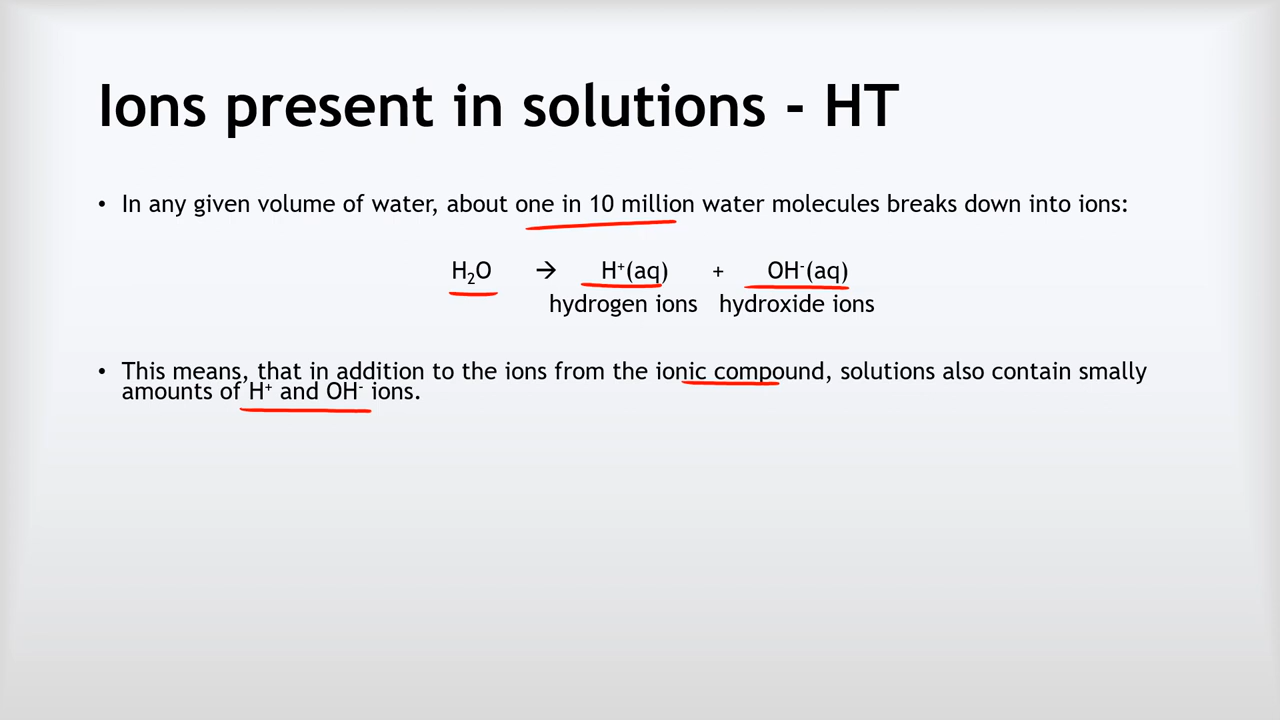 Ions present in solutions - HT
• In any given volume of water, about one in 10 million water molecules breaks down into ions:
H₂O → H⁺(aq) + OH⁻(aq)
hydrogen ions hydroxide ions
• This means, that in addition to the ions from the ionic compound, solutions also contain smally
amounts of H⁺ and OH⁻ ions.